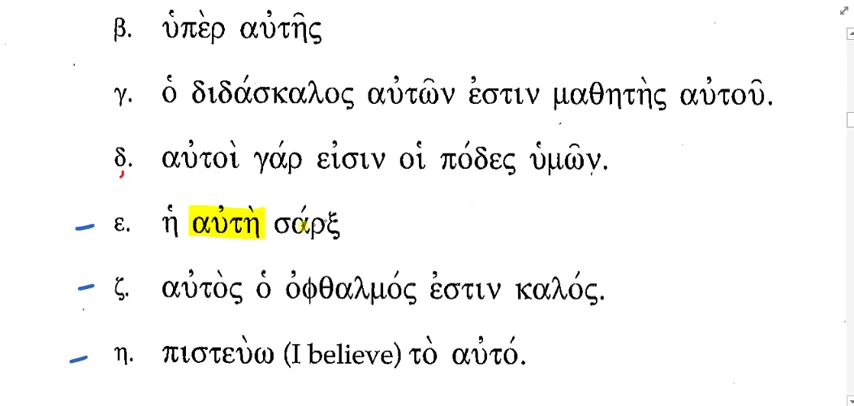 β. ὑπὲρ αὐτῆς
γ. ὁ διδάσκαλος αὐτῶν ἐστιν μαθητὴς αὐτοῦ.
δ. αὐτοὶ γάρ εἰσιν οἱ πόδες ὑμῶν.
ε. ἡ αὐτὴ σάρξ
ζ. αὐτὸς ὁ ὀφθαλμός ἐστιν καλός.
η. πιστεὺω (I believe) τὸ αὐτό.